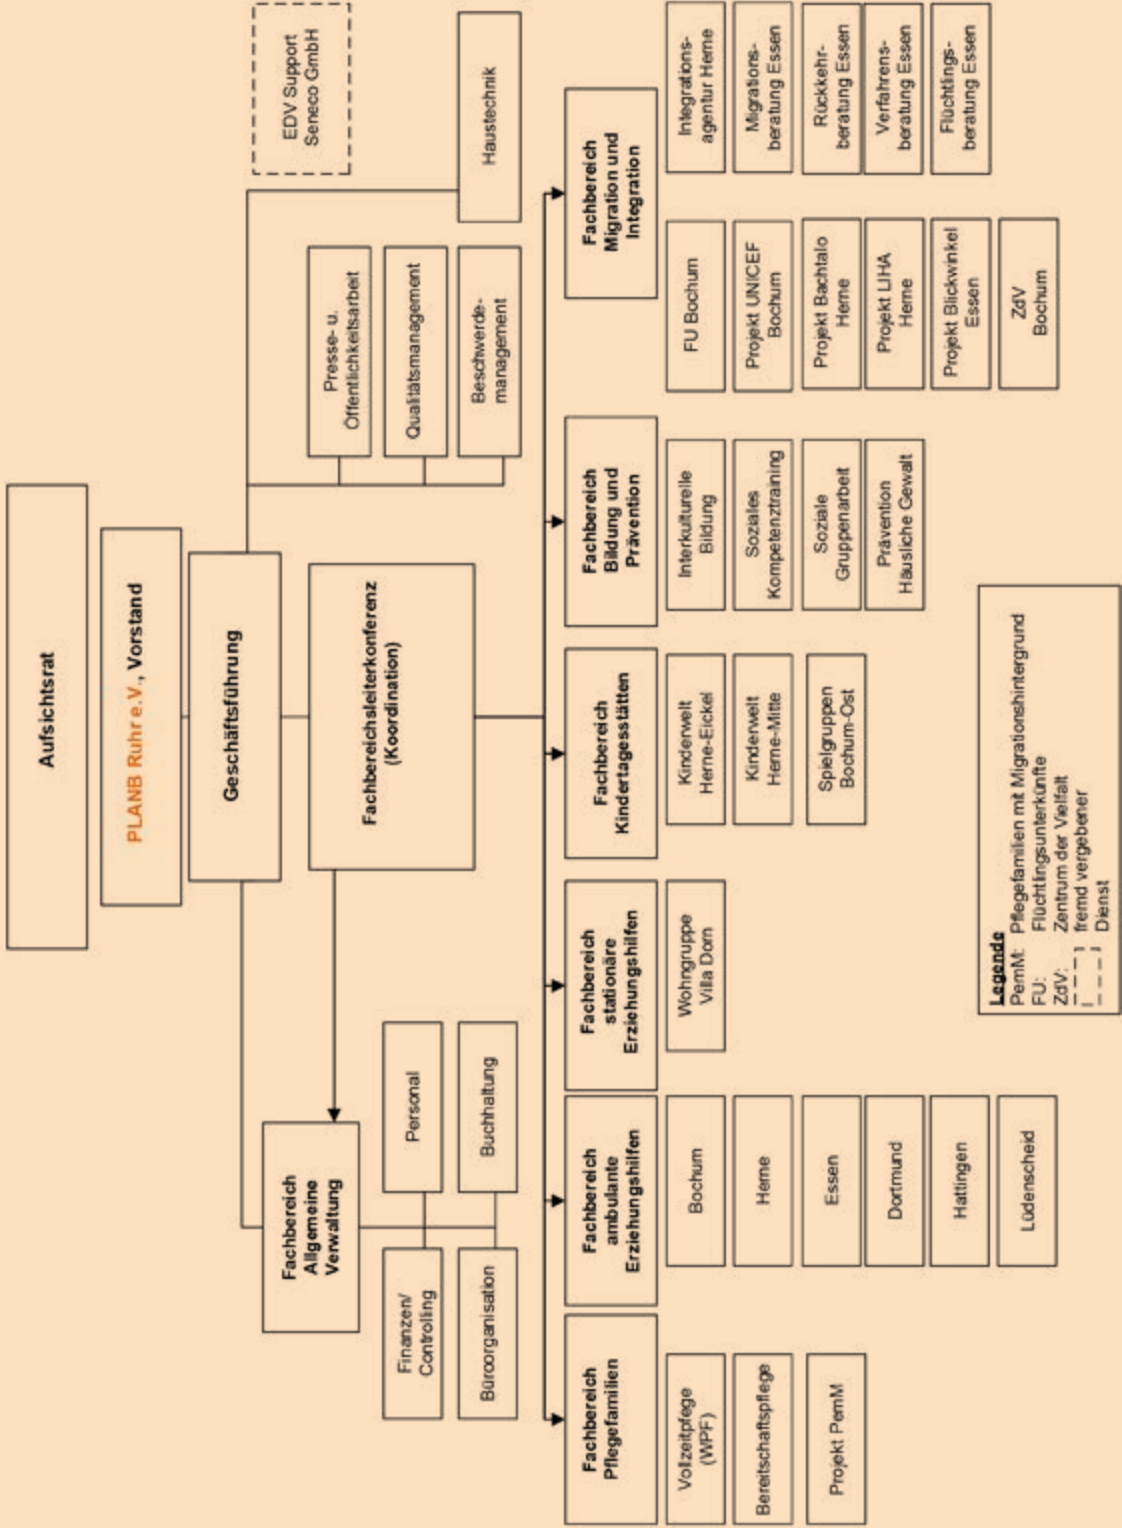 Aufsichtsrat
PLANB Ruhr e.V., Vorstand
Geschäftsführung
EDV Support
Seneco GmbH
Presse- u.
Öffentlichkeitsarbeit
Qualitätsmanagement
Beschwerde-
management
Haustechnik
Fachbereichsleiterkonferenz
(Koordination)
Fachbereich
Allgemeine
Verwaltung
Finanzen/
Controlling
Personal
Büroorganisation
Buchhaltung
Fachbereich
Pflegefamilien
Vollzeitpfege
(WPF)
Bereitschaftspflege
Projekt PemM
Fachbereich
ambulante
Erziehungshilfen
Bochum
Herne
Essen
Dortmund
Hattingen
Lüdenscheid
Fachbereich
stationäre
Erziehungshilfen
Wohngruppe
Villa Dorn
Fachbereich
Kindertagesstätten
Kinderwelt
Herne-Eickel
Kinderwelt
Herne-Mitte
Spielgruppen
Bochum-Ost
Fachbereich
Bildung und
Prävention
Interkulturelle
Bildung
Soziales
Kompetenztraining
Soziale
Gruppenarbeit
Prävention
Häusliche Gewalt
Fachbereich
Migration und
Integration
FU Bochum
Projekt UNICEF
Bochum
Projekt Bachtalo
Herne
Projekt LIHA
Herne
Projekt Blickwinkel
Essen
ZdV
Bochum
Integrations-
agentur Herne
Migrations-
beratung Essen
Rückkehr-
beratung Essen
Verfahrens-
beratung Essen
Flüchtlings-
beratung Essen
Legende
PemM: Pflegefamilien mit Migrationshintergrund
FU: Flüchtlingsunterkünfte
ZdV: Zentrum der Vielfalt
fremd vergebener
Dienst